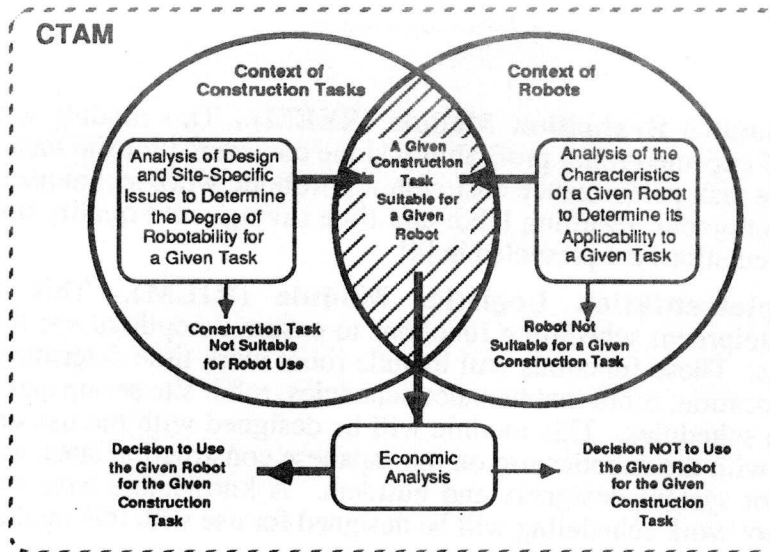 CTAM
Context of
Construction Tasks
Context of
Robots
Analysis of Design
and Site-Specific
Issues to Determine
the Degree of
Robotability for
a Given Task
A Given
Construction
Task
Suitable for
a Given
Robot
Analysis of the
Characteristics
of a Given Robot
to Determine its
Applicability to
a Given Task
Construction Task
Not Suitable
for Robot Use
Robot Not
Suitable for a Given
Construction Task
Decision to Use
the Given Robot
for the Given
Construction
Task
Economic
Analysis
Decision NOT to Use
the Given Robot
for the Given
Construction
Task